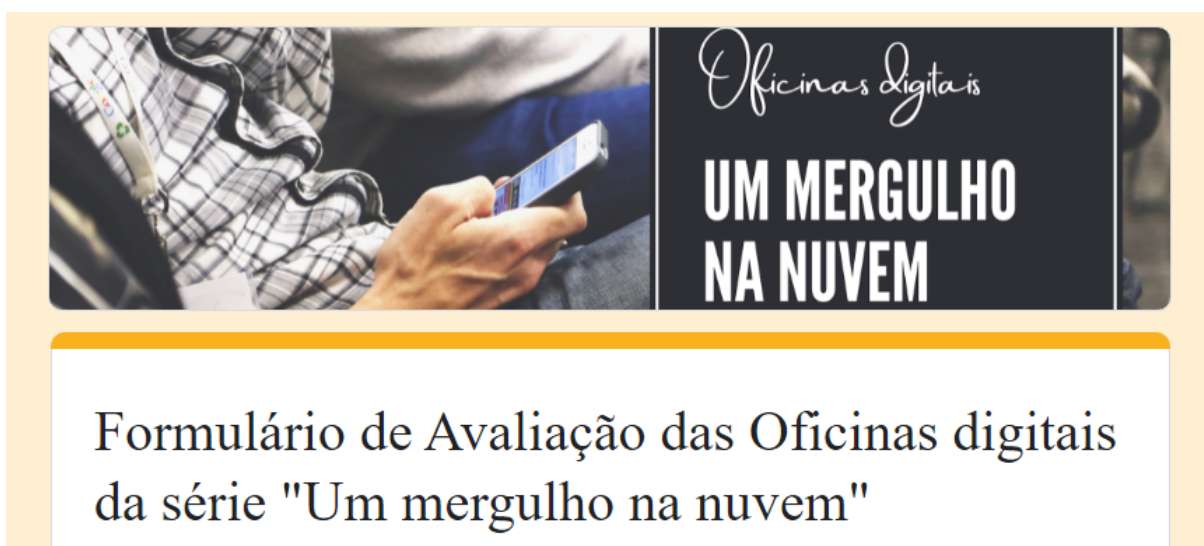 Oficinas digitais
UM MERGULHO
NA NUVEM
Formulário de Avaliação das Oficinas digitais
da série "Um mergulho na nuvem"